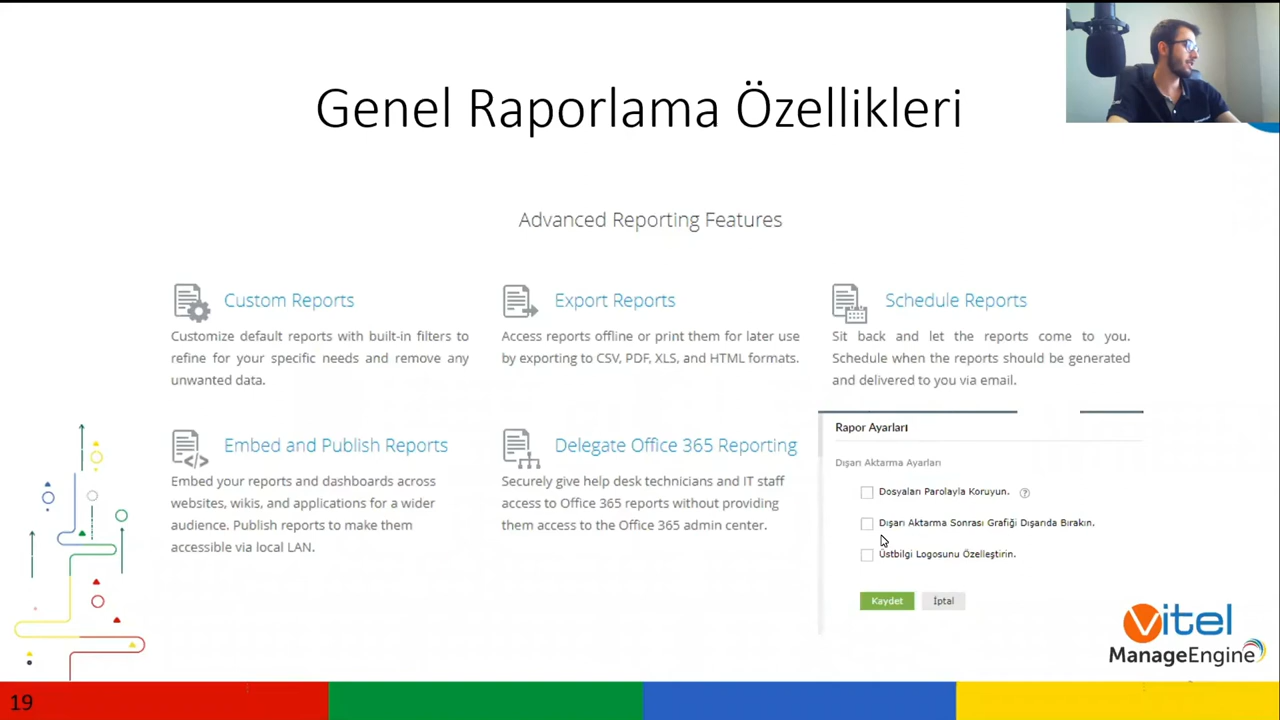 Genel Raporlama Özellikleri
Advanced Reporting Features
Custom Reports
Customize default reports with built-in filters to
refine for your specific needs and remove any
unwanted data.
Export Reports
Access reports offline or print them for later use
by exporting to CSV, PDF, XLS, and HTML formats.
Schedule Reports
Sit back and let the reports come to you.
Schedule when the reports should be generated
and delivered to you via email.
Embed and Publish Reports
Embed your reports and dashboards across
websites, wikis, and applications for a wider
audience. Publish reports to make them
accessible via local LAN.
Delegate Office 365 Reporting
Securely give help desk technicians and IT staff
access to Office 365 reports without providing
them access to the Office 365 admin center.
Rapor Ayarları
Dışarı Aktarma Ayarları
Dosyaları Parolayla Koruyun. ?
Dışarı Aktarma Sonrası Grafiği Dışarıda Bırakın.
Üstbilgi Logosunu Özelleştirin.
Kaydet İptal
vitel
ManageEngine
19